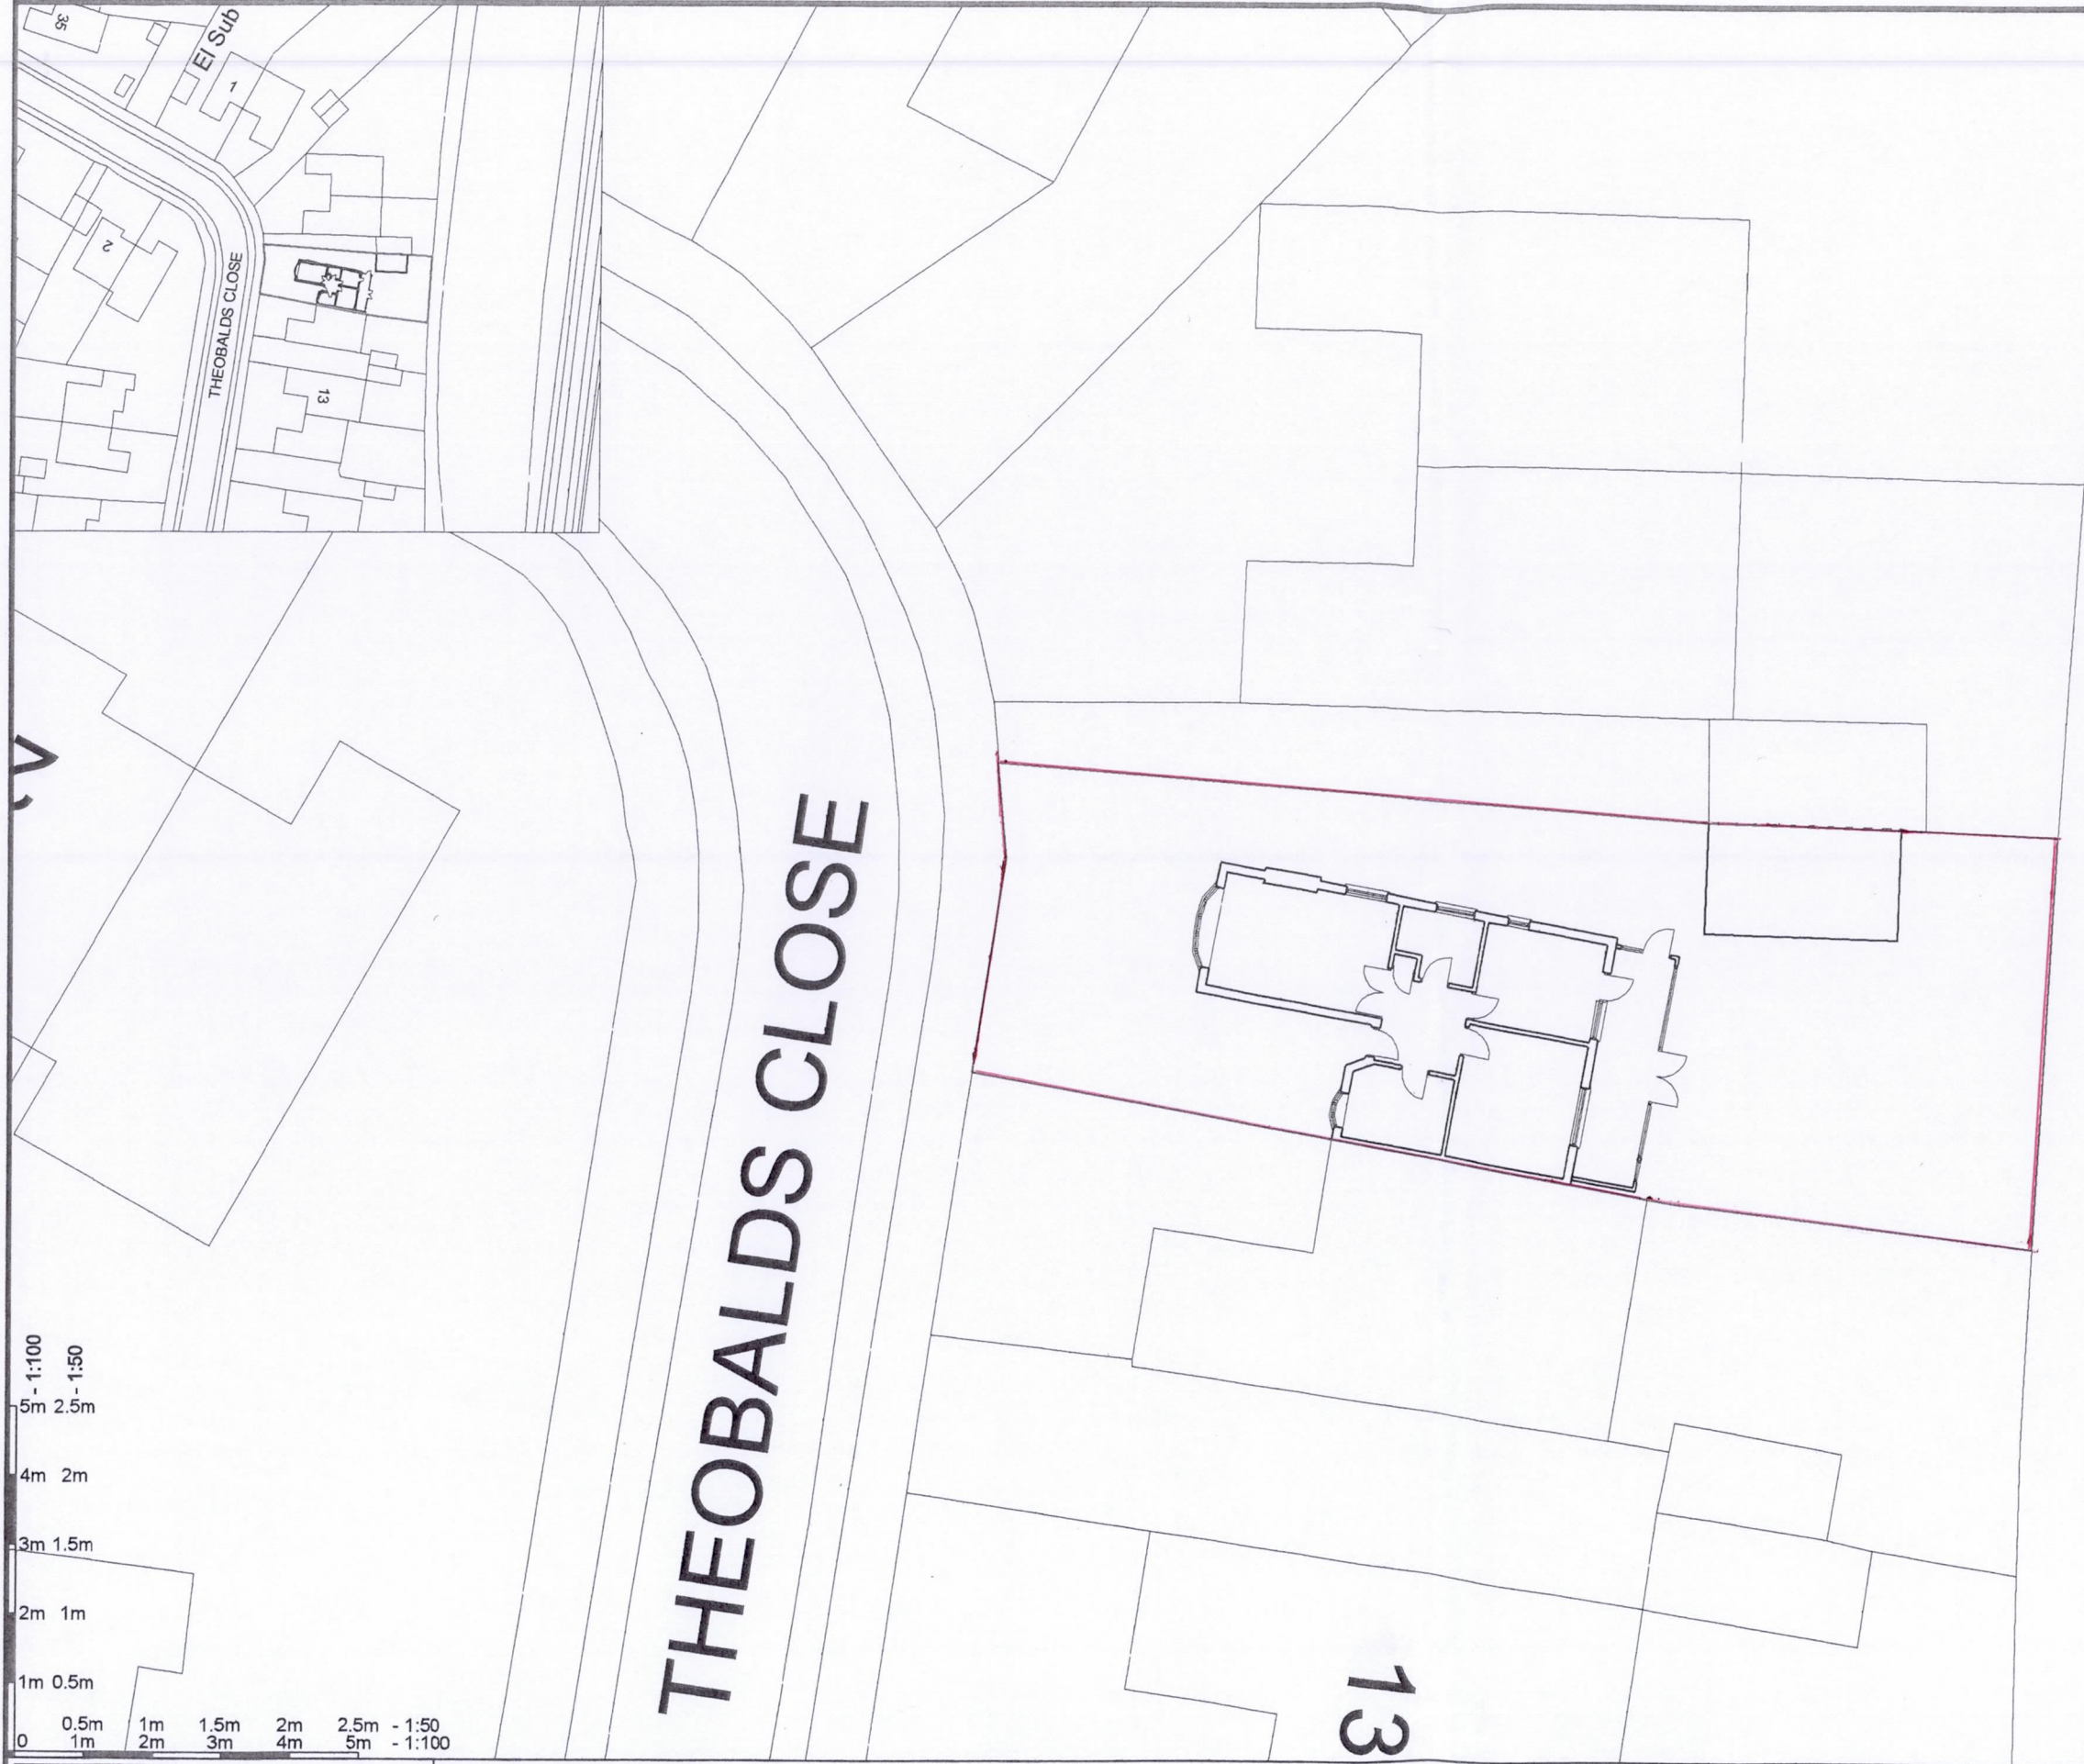 35
El Sub
1
2
THEOBALDS CLOSE
13
THEOBALDS CLOSE
13
- 1:100
- 1:50
5m 2.5m
4m 2m
3m 1.5m
2m 1m
1m 0.5m
0.5m 1m 1.5m 2m 2.5m - 1:50
0 1m 2m 3m 4m 5m - 1:100